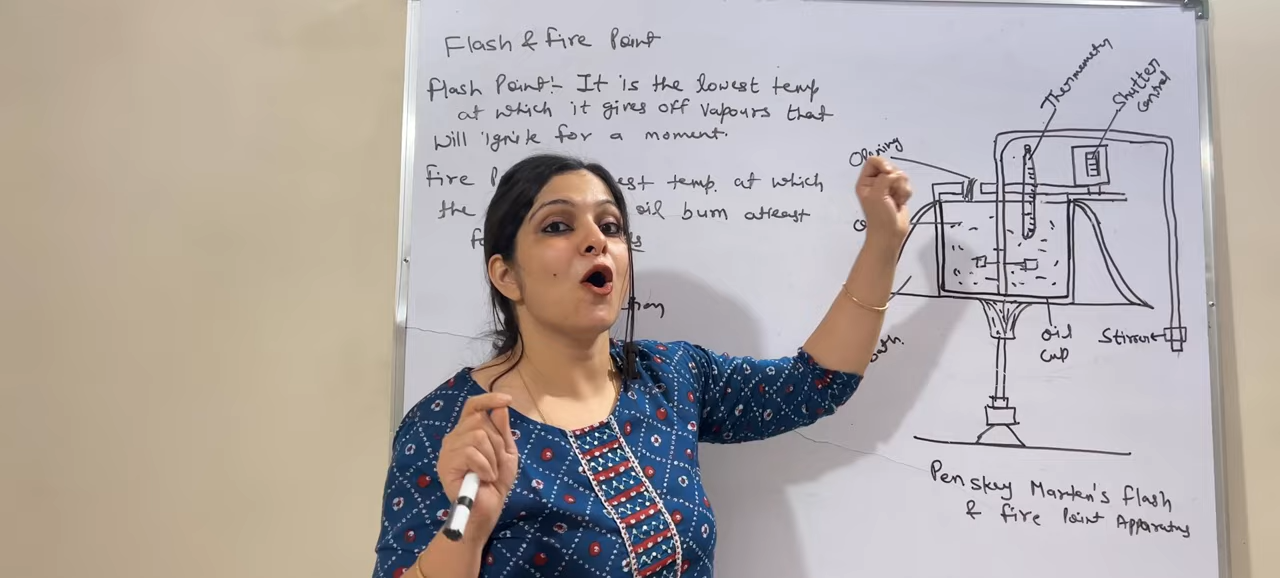 Flash & fire Point
flash Point:- It is the lowest temp
at which it gives off vapours that
will ignite for a moment.
fire est temp. at which
the oil burn atleast
Opening
Thermometry
Shutter
Control
oil
cup
Stirrer
Penskey Marten's flash
& fire Point Apparatus